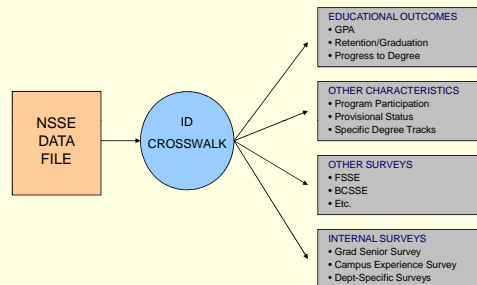 NSSE
DATA
FILE
ID
CROSSWALK
EDUCATIONAL OUTCOMES
• GPA
• Retention/Graduation
• Progress to Degree
OTHER CHARACTERISTICS
• Program Participation
• Provisional Status
• Specific Degree Tracks
OTHER SURVEYS
• FSSE
• BCSSE
• Etc.
INTERNAL SURVEYS
• Grad Senior Survey
• Campus Experience Survey
• Dept-Specific Surveys